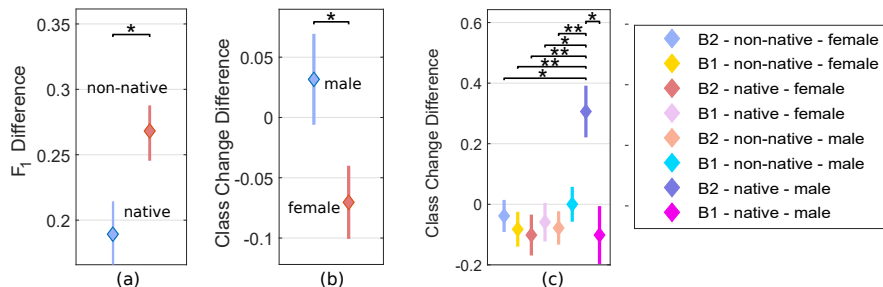 F1 Difference
0.35
0.3
0.25
0.2
*
non-native
native
(a)
Class Change Difference
0.05
0
-0.05
-0.1
*
male
female
(b)
Class Change Difference
0.6
0.4
0.2
0
-0.2
*
**
*
**
**
*
(c)
B2 - non-native - female
B1 - non-native - female
B2 - native - female
B1 - native - female
B2 - non-native - male
B1 - non-native - male
B2 - native - male
B1 - native - male